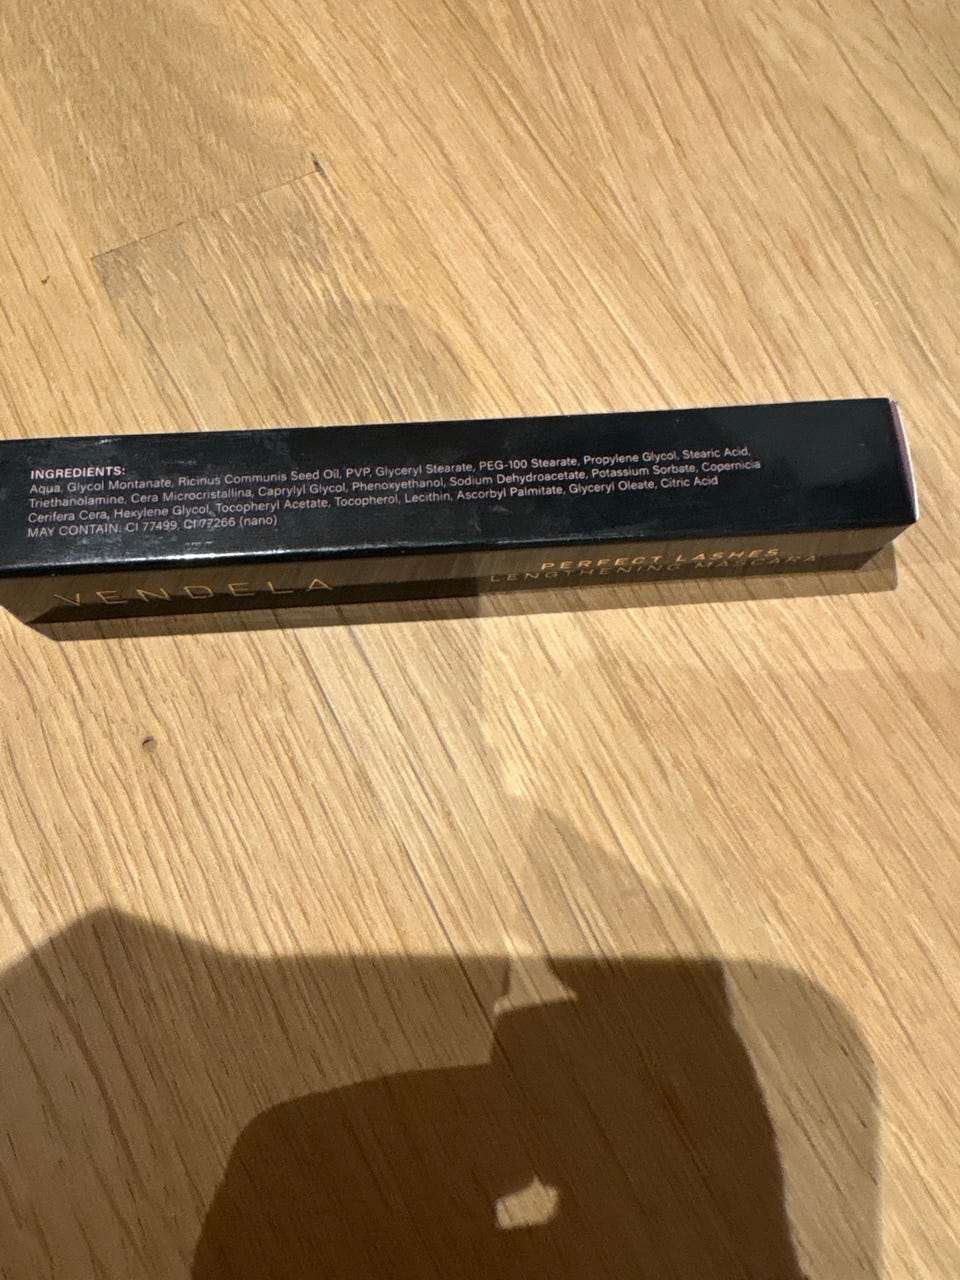 INGREDIENTS:
Aqua, Glycol Montanate, Ricinus Communis Seed Oil, PVP, Glyceryl Stearate, PEG-100 Stearate, Propylene Glycol, Stearic Acid,
Triethanolamine, Cera Microcristallina, Caprylyl Glycol, Phenoxyethanol, Sodium Dehydroacetate, Potassium Sorbate, Copernicia
Cerifera Cera, Hexylene Glycol, Tocopheryl Acetate, Tocopherol, Lecithin, Ascorbyl Palmitate, Glyceryl Oleate, Citric Acid
MAY CONTAIN. CI 77499, CI 77266 (nano)
VENDELA
PERFECT LASHES
LENGTHENING MASCARA